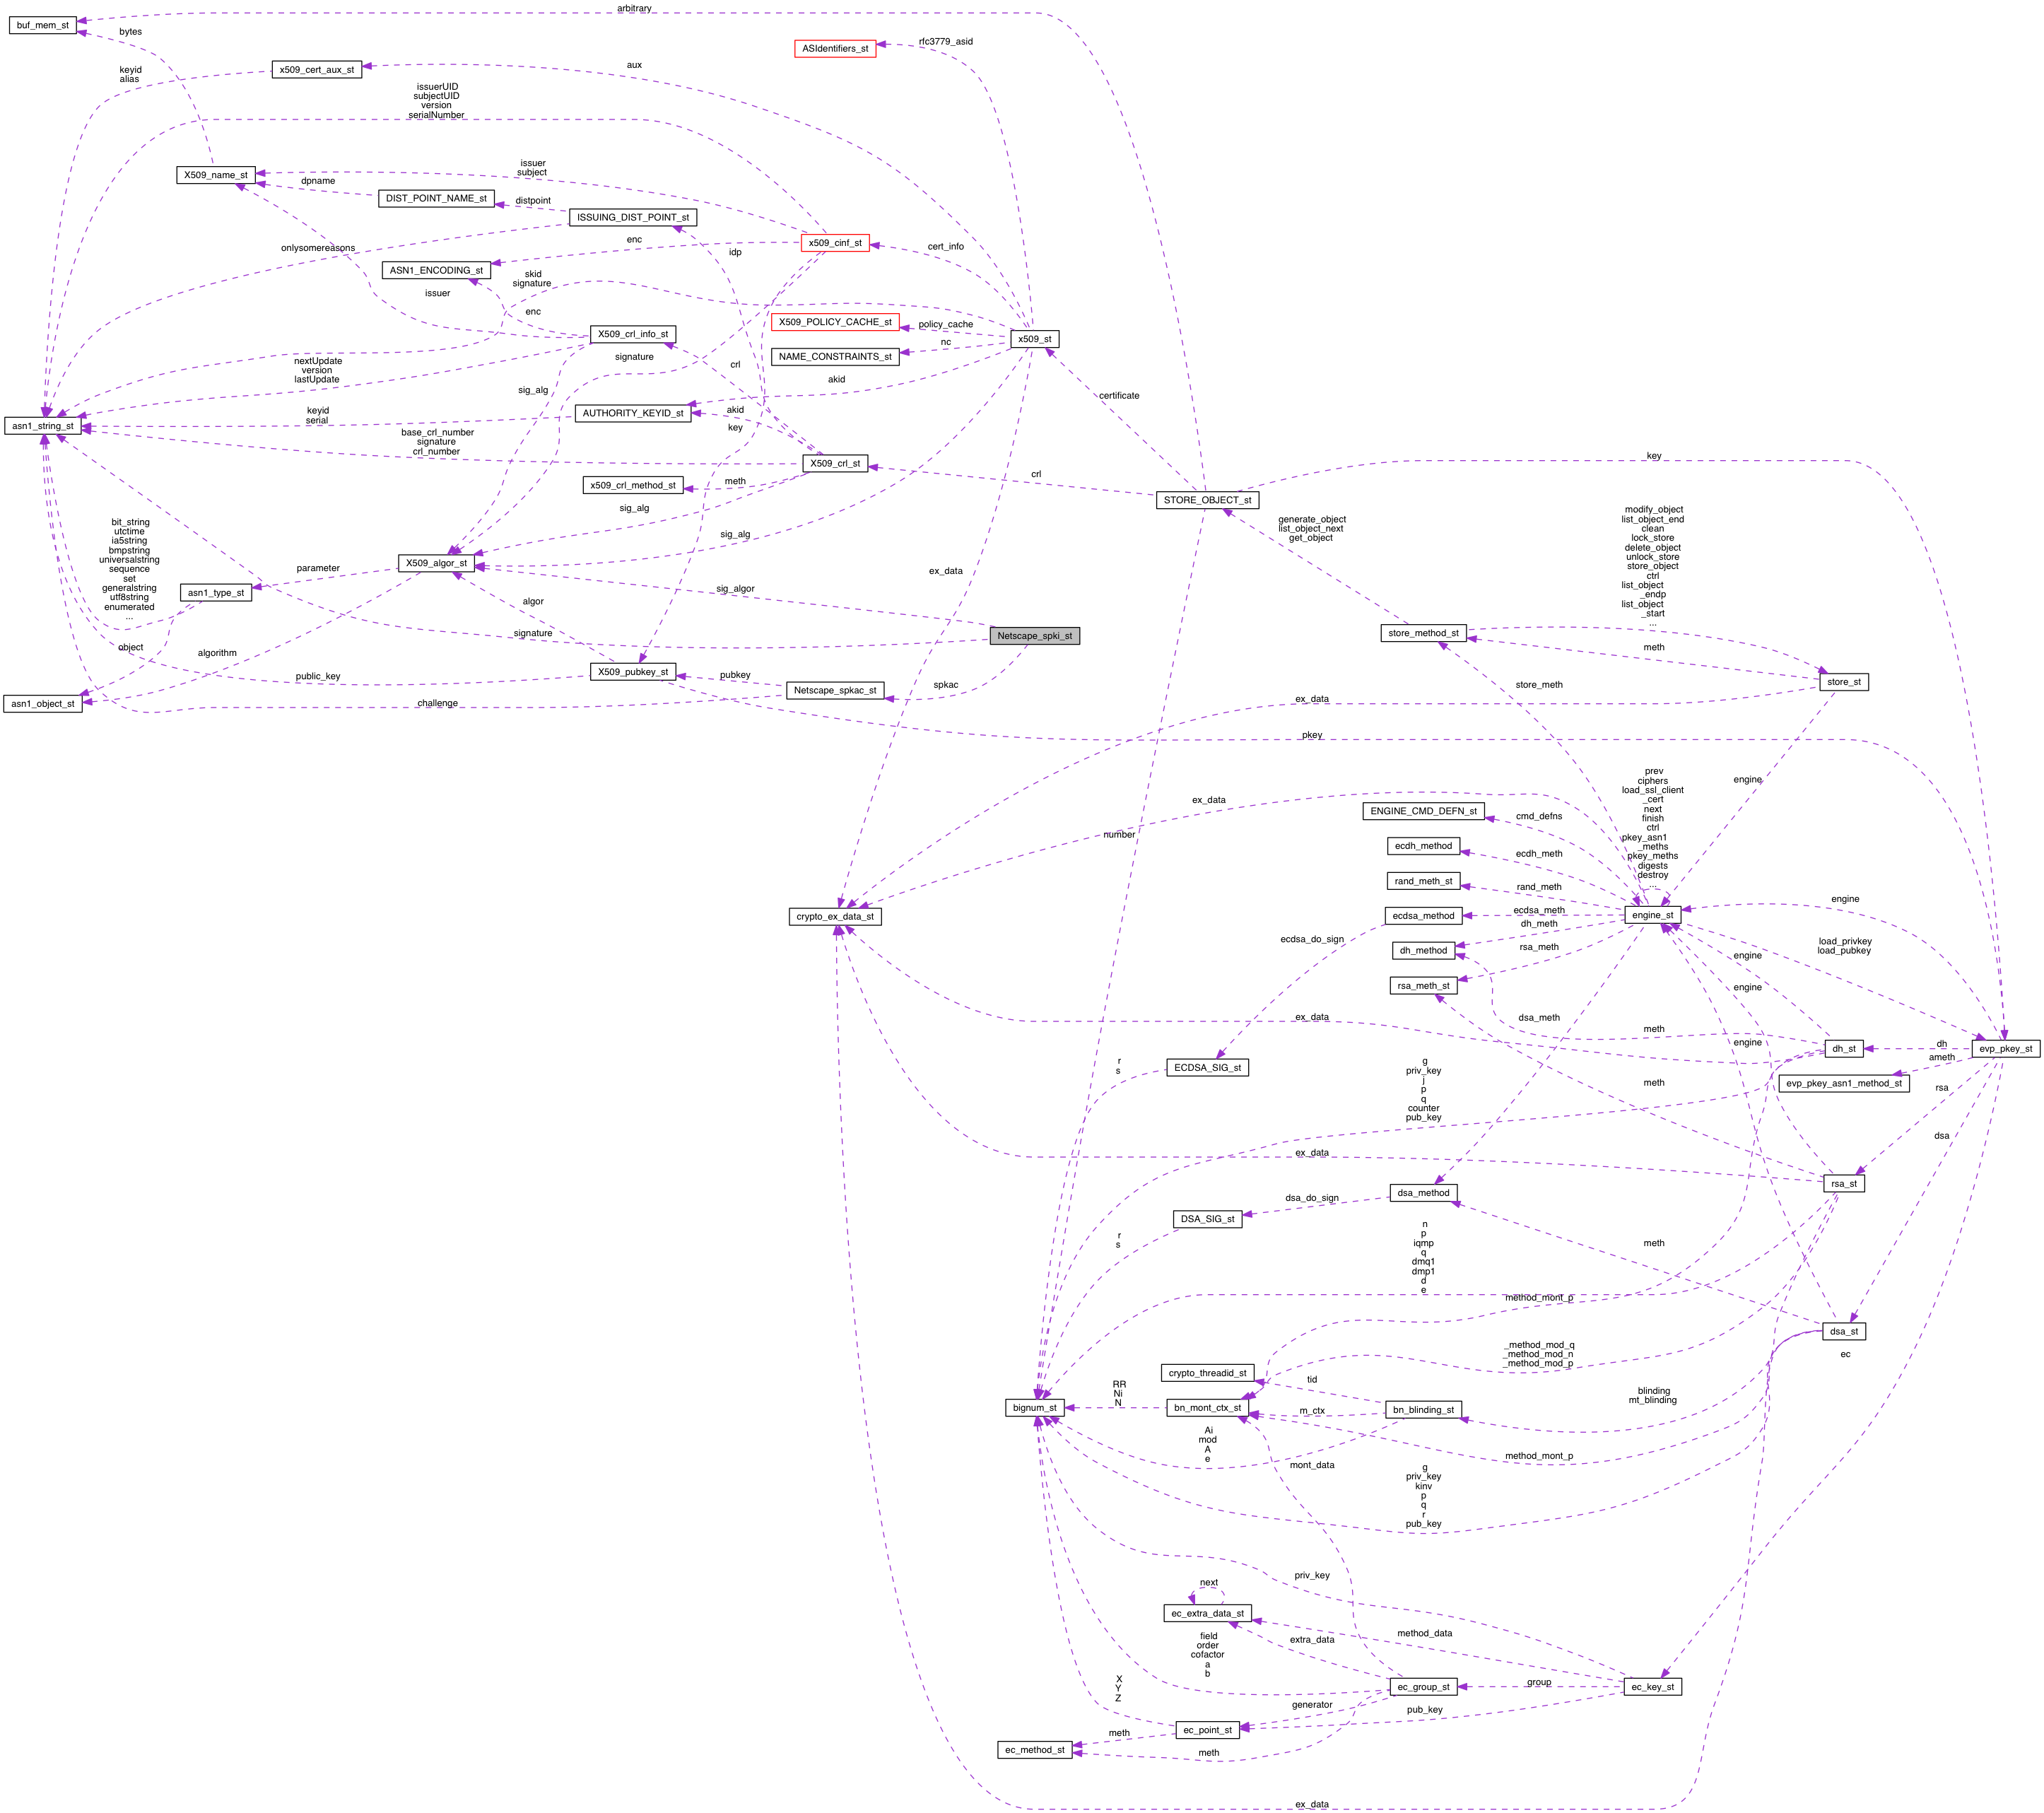 arbitrary
buf_mem_st
bytes
ASIdentifiers_st
rfc3779_asid
keyid
alias
x509_cert_aux_st
aux
issuerUID
subjectUID
version
serialNumber
X509_name_st
issuer
subject
dpname
DIST_POINT_NAME_st
distpoint
ISSUING_DIST_POINT_st
onlysomereasons
enc
x509_cinf_st
cert_info
idp
ASN1_ENCODING_st
skid
signature
issuer
enc
X509_crl_info_st
X509_POLICY_CACHE_st
policy_cache
x509_st
nc
NAME_CONSTRAINTS_st
nextUpdate
version
lastUpdate
signature
crl
sig_alg
akid
certificate
asn1_string_st
keyid
serial
AUTHORITY_KEYID_st
akid
key
base_crl_number
signature
crl_number
X509_crl_st
key
crl
x509_crl_method_st
meth
STORE_OBJECT_st
sig_alg
bit_string
utctime
ia5string
bmpstring
universalstring
sequence
set
generalstring
utf8string
enumerated
...
generate_object
list_object_next
get_object
modify_object
list_object_end
clean
lock_store
delete_object
unlock_store
store_object
ctrl
list_object
_endp
list_object
_start
...
sig_alg
X509_algor_st
parameter
asn1_type_st
ex_data
sig_algor
algor
signature
Netscape_spki_st
store_method_st
meth
object
algorithm
public_key
X509_pubkey_st
pubkey
Netscape_spkac_st
spkac
store_meth
store_st
asn1_object_st
challenge
ex_data
pkey
prev
ciphers
load_ssl_client
_cert
next
finish
ctrl
pkey_asn1
_meths
pkey_meths
digests
destroy
...
engine
ex_data
ENGINE_CMD_DEFN_st
cmd_defns
number
ecdh_method
ecdh_meth
rand_meth_st
rand_meth
engine
crypto_ex_data_st
ecdsa_method
ecdsa_meth
engine_st
dh_meth
ecdsa_do_sign
dh_method
rsa_meth
load_privkey
load_pubkey
engine
rsa_meth_st
engine
ex_data
dsa_meth
meth
engine
dh_st
dh
evp_pkey_st
ameth
r
s
ECDSA_SIG_st
g
priv_key
j
p
q
counter
pub_key
meth
evp_pkey_asn1_method_st
rsa
dsa
ex_data
rsa_st
dsa_method
dsa_do_sign
DSA_SIG_st
r
s
n
p
iqmp
q
dmq1
dmp1
d
e
meth
method_mont_p
dsa_st
_method_mod_q
_method_mod_n
_method_mod_p
ec
crypto_threadid_st
tid
RR
Ni
N
blinding
mt_blinding
bignum_st
bn_mont_ctx_st
m_ctx
bn_blinding_st
Ai
mod
A
e
method_mont_p
mont_data
g
priv_key
kinv
p
q
r
pub_key
priv_key
next
ec_extra_data_st
method_data
field
order
cofactor
a
b
extra_data
X
Y
Z
ec_group_st
group
ec_key_st
generator
pub_key
ec_point_st
meth
ec_method_st
meth
ex_data